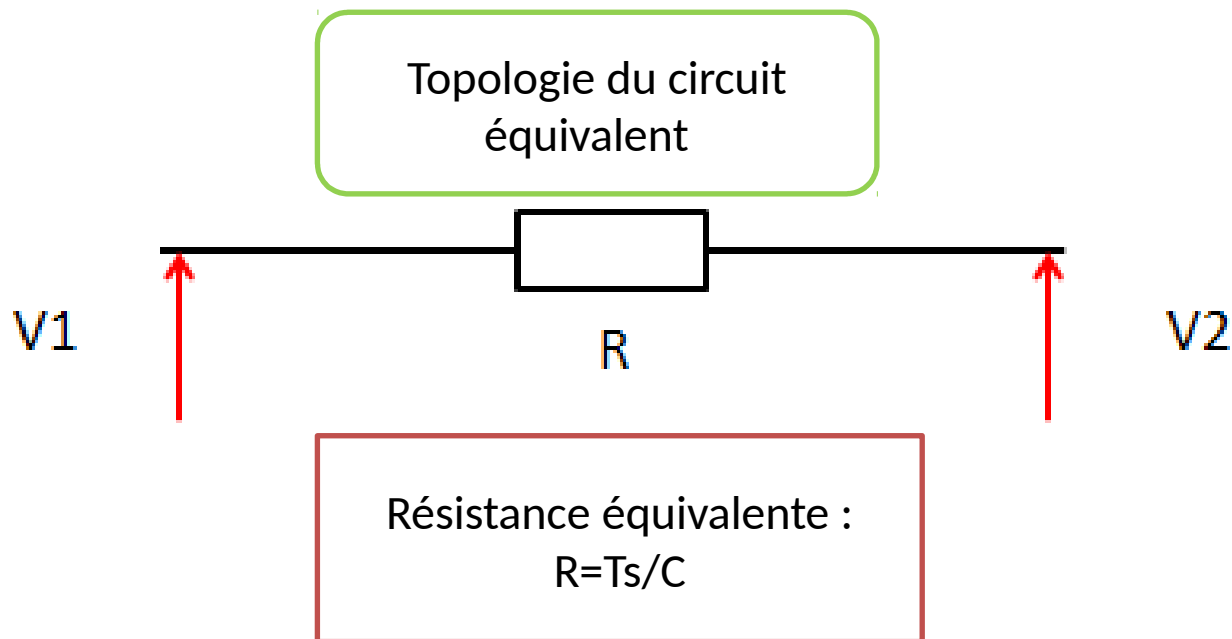 Topologie du circuit
équivalent
V1
R
V2
Résistance équivalente :
R=Ts/C